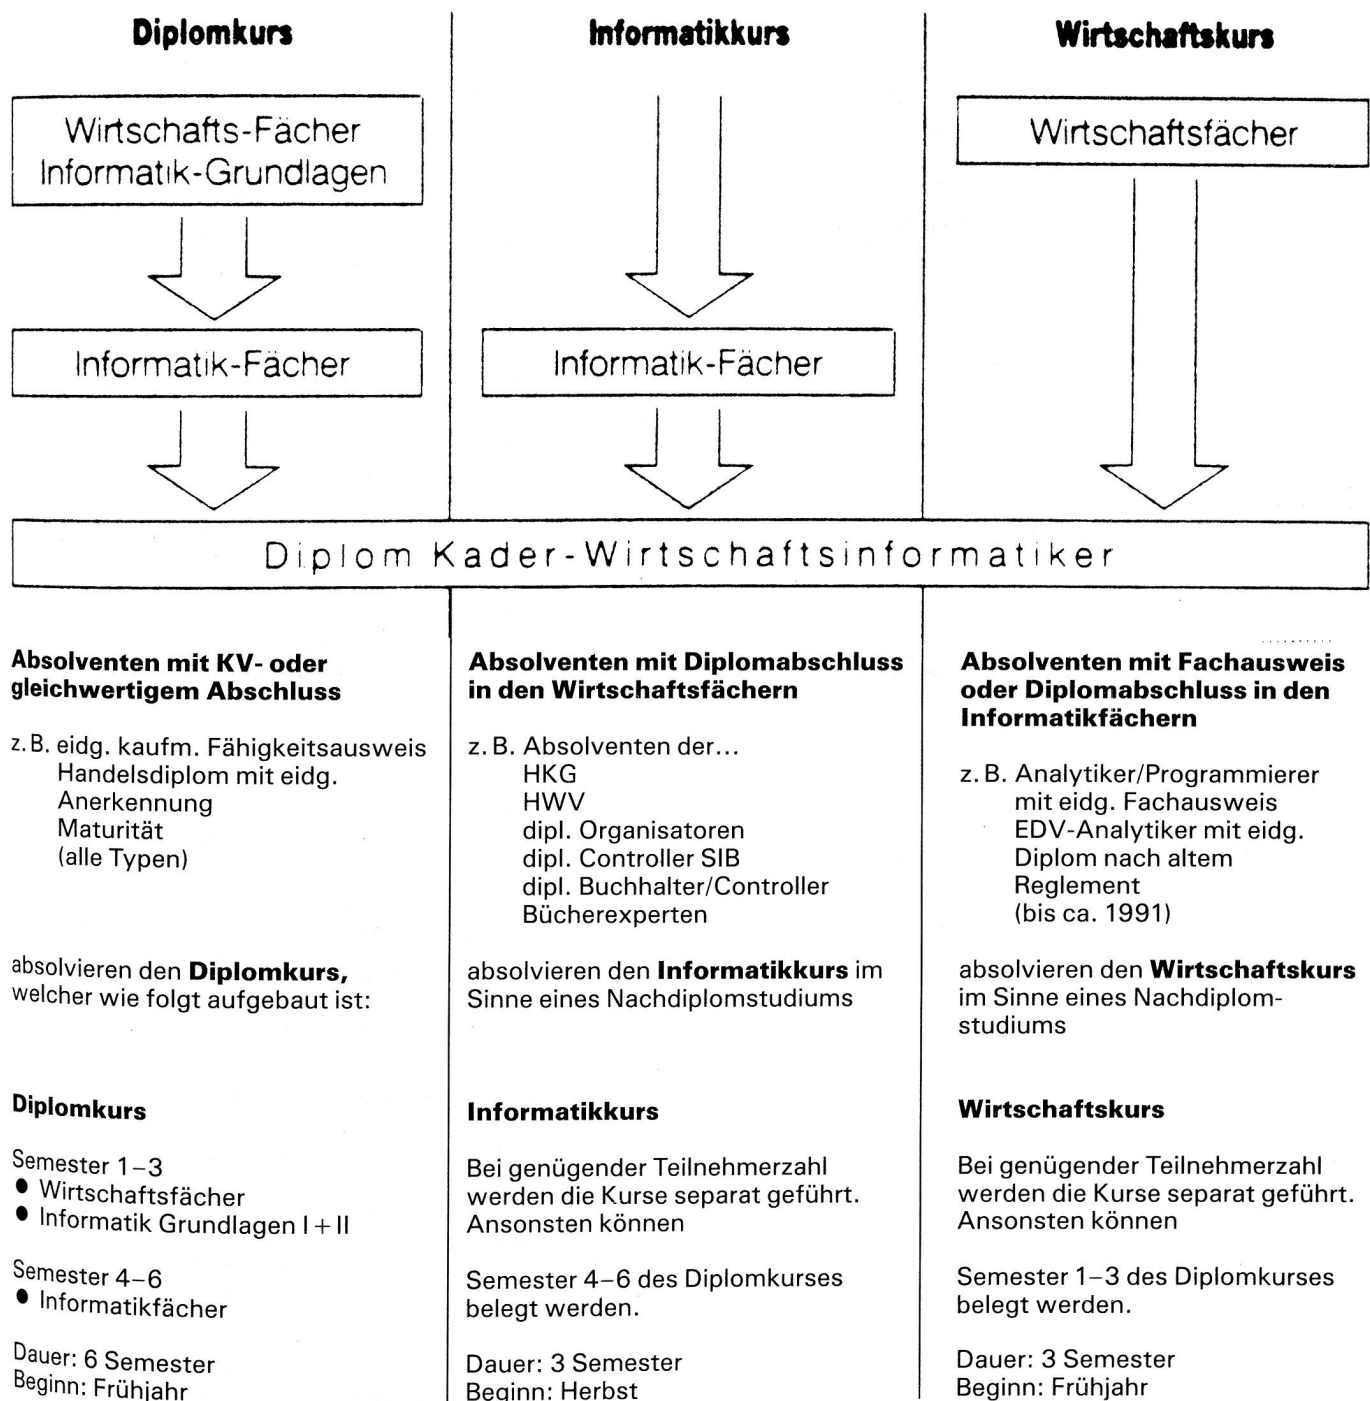 Diplomkurs
Wirtschafts-Fächer
Informatik-Grundlagen
Informatik-Fächer
Informatikkurs
Informatik-Fächer
Wirtschaftskurs
Wirtschaftsfächer
Diplom Kader-Wirtschaftsinformatiker
Absolventen mit KV- oder
gleichwertigem Abschluss
z.B. eidg. kaufm. Fähigkeitsausweis
Handelsdiplom mit eidg.
Anerkennung
Maturität
(alle Typen)
absolvieren den Diplomkurs,
welcher wie folgt aufgebaut ist:
Diplomkurs
Semester 1–3
● Wirtschaftsfächer
● Informatik Grundlagen I+II
Semester 4–6
● Informatikfächer
Dauer: 6 Semester
Beginn: Frühjahr
Absolventen mit Diplomabschluss
in den Wirtschaftsfächern
z.B. Absolventen der...
HKG
HWV
dipl. Organisatoren
dipl. Controller SIB
dipl. Buchhalter/Controller
Bücherexperten
absolvieren den Informatikkurs im
Sinne eines Nachdiplomstudiums
Informatikkurs
Bei genügender Teilnehmerzahl
werden die Kurse separat geführt.
Ansonsten können
Semester 4–6 des Diplomkurses
belegt werden.
Dauer: 3 Semester
Beginn: Herbst
Absolventen mit Fachausweis
oder Diplomabschluss in den
Informatikfächern
z.B. Analytiker/Programmierer
mit eidg. Fachausweis
EDV-Analytiker mit eidg.
Diplom nach altem
Reglement
(bis ca. 1991)
absolvieren den Wirtschaftskurs
im Sinne eines Nachdiplom-
studiums
Wirtschaftskurs
Bei genügender Teilnehmerzahl
werden die Kurse separat geführt.
Ansonsten können
Semester 1–3 des Diplomkurses
belegt werden.
Dauer: 3 Semester
Beginn: Frühjahr